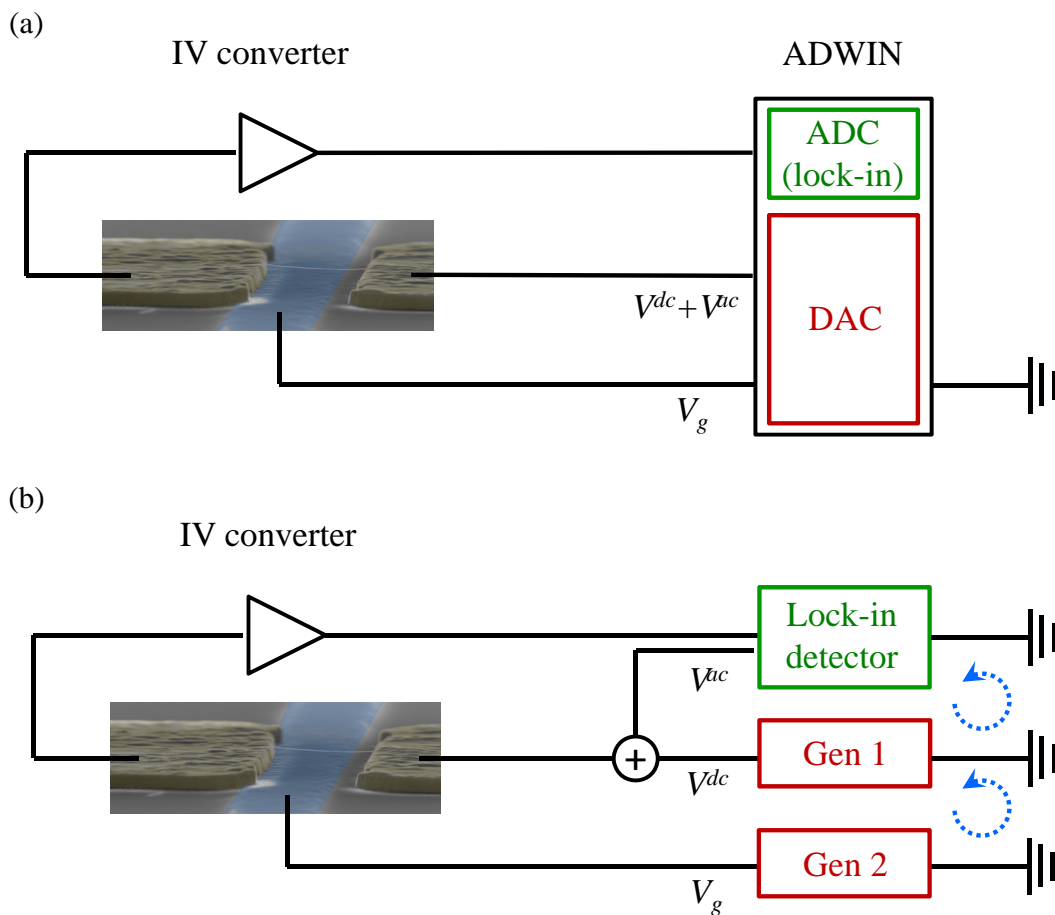 (a)
IV converter
ADWIN
ADC
(lock-in)
V^dc+V^ac
DAC
V_g
(b)
IV converter
Lock-in
detector
V^ac
+
Gen 1
V^dc
Gen 2
V_g